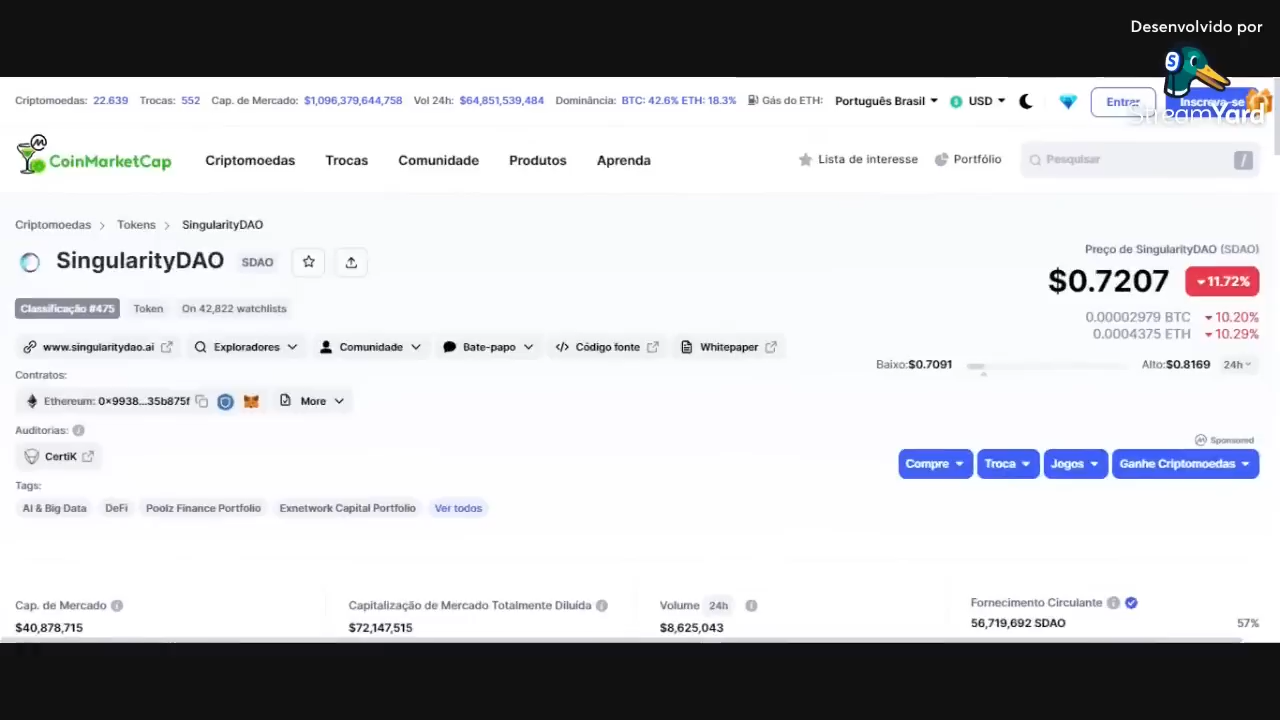 Desenvolvido por
StreamYard
Criptomoedas: 22.639 Trocas: 552 Cap. de Mercado: $1,096,379,644,758 Vol 24h: $64,851,539,484 Dominância: BTC: 42.6% ETH: 18.3% Gás do ETH: Português Brasil USD Entrar Inscreva-se
CoinMarketCap Criptomoedas Trocas Comunidade Produtos Aprenda Lista de interesse Portfólio Pesquisar /
Criptomoedas > Tokens > SingularityDAO
SingularityDAO SDAO
Preço de SingularityDAO (SDAO)
$0.7207 11.72%
Classificação #475 Token On 42,822 watchlists
0.00002979 BTC 10.20%
0.0004375 ETH 10.29%
www.singularitydao.ai Exploradores Comunidade Bate-papo Código fonte Whitepaper
Baixo:$0.7091 Alto:$0.8169 24h
Contratos:
Ethereum: 0x9938...35b875f More
Auditorias:
CertiK
Sponsored
Compre Troca Jogos Ganhe Criptomoedas
Tags:
AI & Big Data DeFi Poolz Finance Portfolio Exnetwork Capital Portfolio Ver todos
Cap. de Mercado Capitalização de Mercado Totalmente Diluída Volume 24h Fornecimento Circulante
$40,878,715 $72,147,515 $8,625,043 56,719,692 SDAO 57%